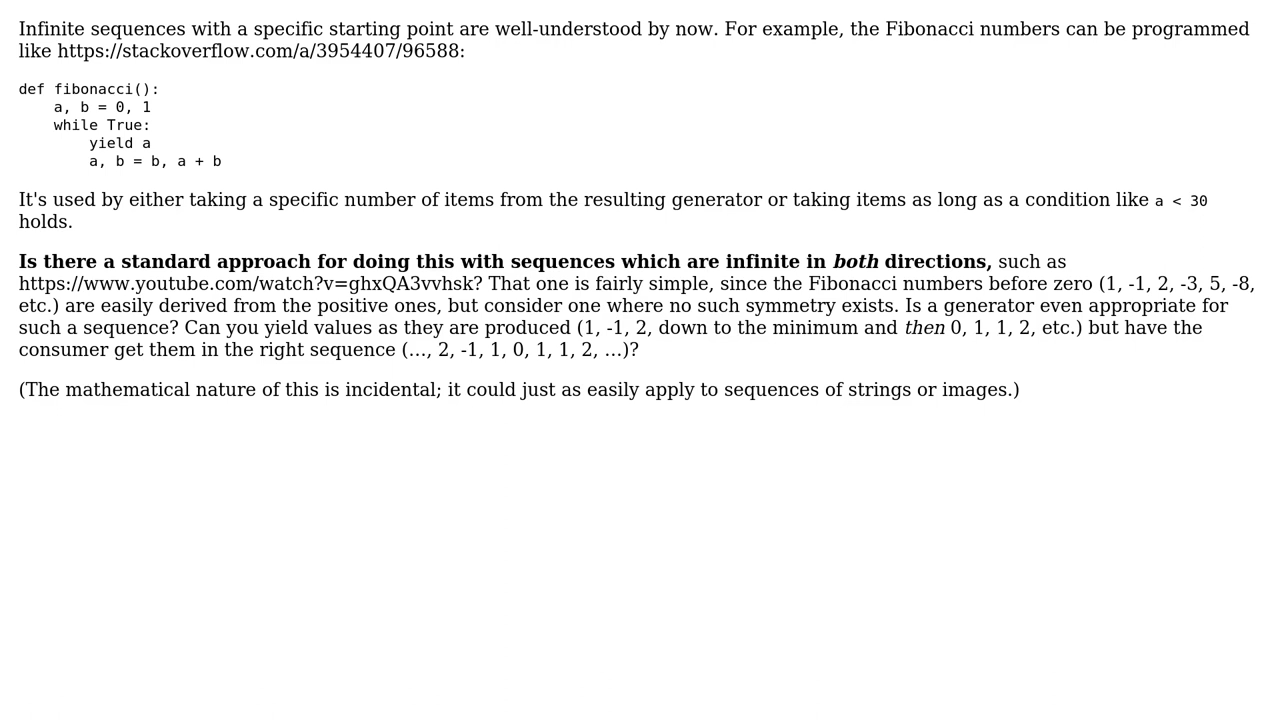 Infinite sequences with a specific starting point are well-understood by now. For example, the Fibonacci numbers can be programmed
like https://stackoverflow.com/a/3954407/96588:
def fibonacci():
    a, b = 0, 1
    while True:
        yield a
        a, b = b, a + b
It's used by either taking a specific number of items from the resulting generator or taking items as long as a condition like a < 30
holds.
Is there a standard approach for doing this with sequences which are infinite in both directions, such as
https://www.youtube.com/watch?v=ghxQA3vvhsk? That one is fairly simple, since the Fibonacci numbers before zero (1, -1, 2, -3, 5, -8,
etc.) are easily derived from the positive ones, but consider one where no such symmetry exists. Is a generator even appropriate for
such a sequence? Can you yield values as they are produced (1, -1, 2, down to the minimum and then 0, 1, 1, 2, etc.) but have the
consumer get them in the right sequence (…, 2, -1, 1, 0, 1, 1, 2, …)?
(The mathematical nature of this is incidental; it could just as easily apply to sequences of strings or images.)